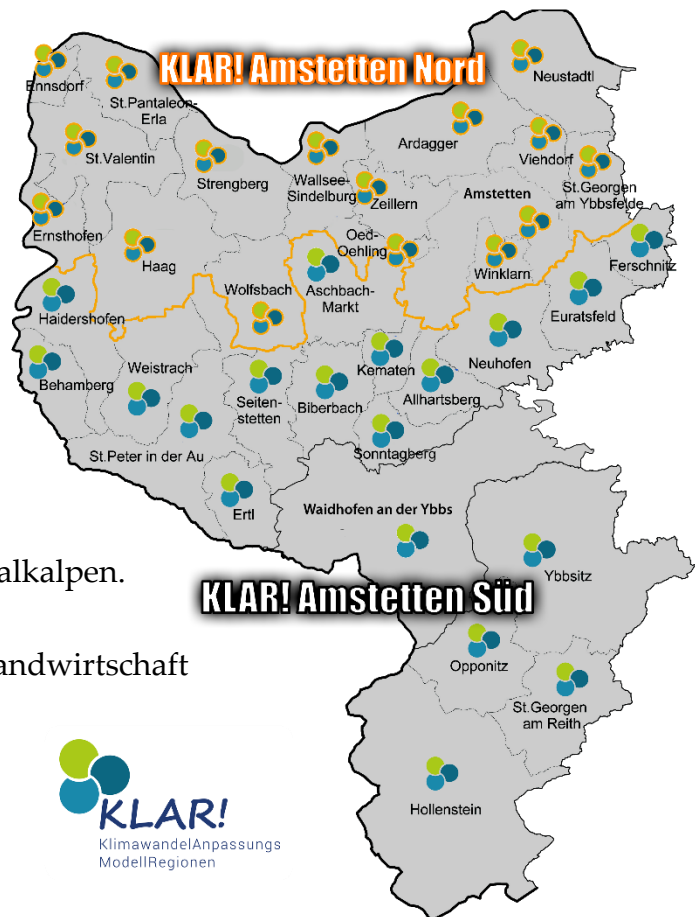 KLAR! Amstetten Nord
Ennsdorf
St.Pantaleon-
Erla
Neustadtl
St.Valentin
Strengberg
Wallsee-
Sindelburg
Zeillern
Ardagger
Viehdorf
St.Georgen
am Ybbsfelde
Amstetten
Ernsthofen
Haag
Oed-
Oehling
Winklarn
Ferschnitz
Wolfsbach
Aschbach-
Markt
Haidershofen
Euratsfeld
Behamberg
Weistrach
Seiten-
stetten
Biberbach
Kematen
Allhartsberg
Neuhofen
St.Peter in der Au
Sonntagberg
Ertl
Waidhofen an der Ybbs
Ybbsitz
alkalpen.
KLAR! Amstetten Süd
andwirtschaft
Opponitz
St.Georgen
am Reith
Hollenstein
KLAR!
KlimawandelAnpassungs
ModellRegionen